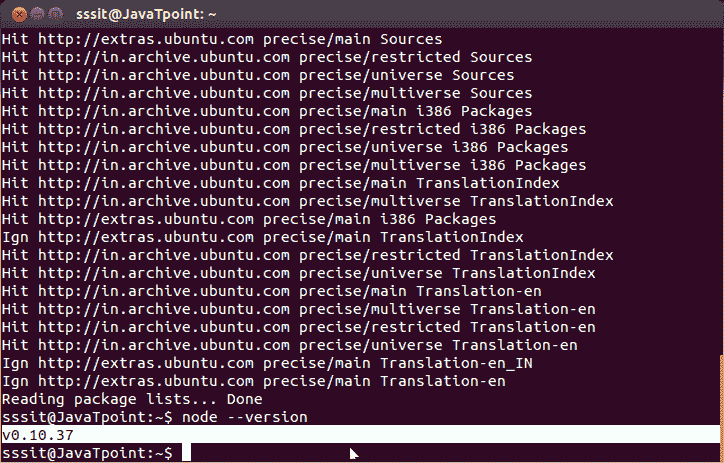 sssit@JavaTpoint: ~
Hit http://extras.ubuntu.com precise/main Sources
Hit http://in.archive.ubuntu.com precise/restricted Sources
Hit http://in.archive.ubuntu.com precise/universe Sources
Hit http://in.archive.ubuntu.com precise/multiverse Sources
Hit http://in.archive.ubuntu.com precise/main i386 Packages
Hit http://in.archive.ubuntu.com precise/restricted i386 Packages
Hit http://in.archive.ubuntu.com precise/universe i386 Packages
Hit http://in.archive.ubuntu.com precise/multiverse i386 Packages
Hit http://in.archive.ubuntu.com precise/main TranslationIndex
Hit http://in.archive.ubuntu.com precise/multiverse TranslationIndex
Hit http://extras.ubuntu.com precise/main i386 Packages
Ign http://extras.ubuntu.com precise/main TranslationIndex
Hit http://in.archive.ubuntu.com precise/restricted TranslationIndex
Hit http://in.archive.ubuntu.com precise/universe TranslationIndex
Hit http://in.archive.ubuntu.com precise/main Translation-en
Hit http://in.archive.ubuntu.com precise/multiverse Translation-en
Hit http://in.archive.ubuntu.com precise/restricted Translation-en
Hit http://in.archive.ubuntu.com precise/universe Translation-en
Ign http://extras.ubuntu.com precise/main Translation-en_IN
Ign http://extras.ubuntu.com precise/main Translation-en
Reading package lists... Done
sssit@JavaTpoint:~$ node --version
v0.10.37
sssit@JavaTpoint:~$